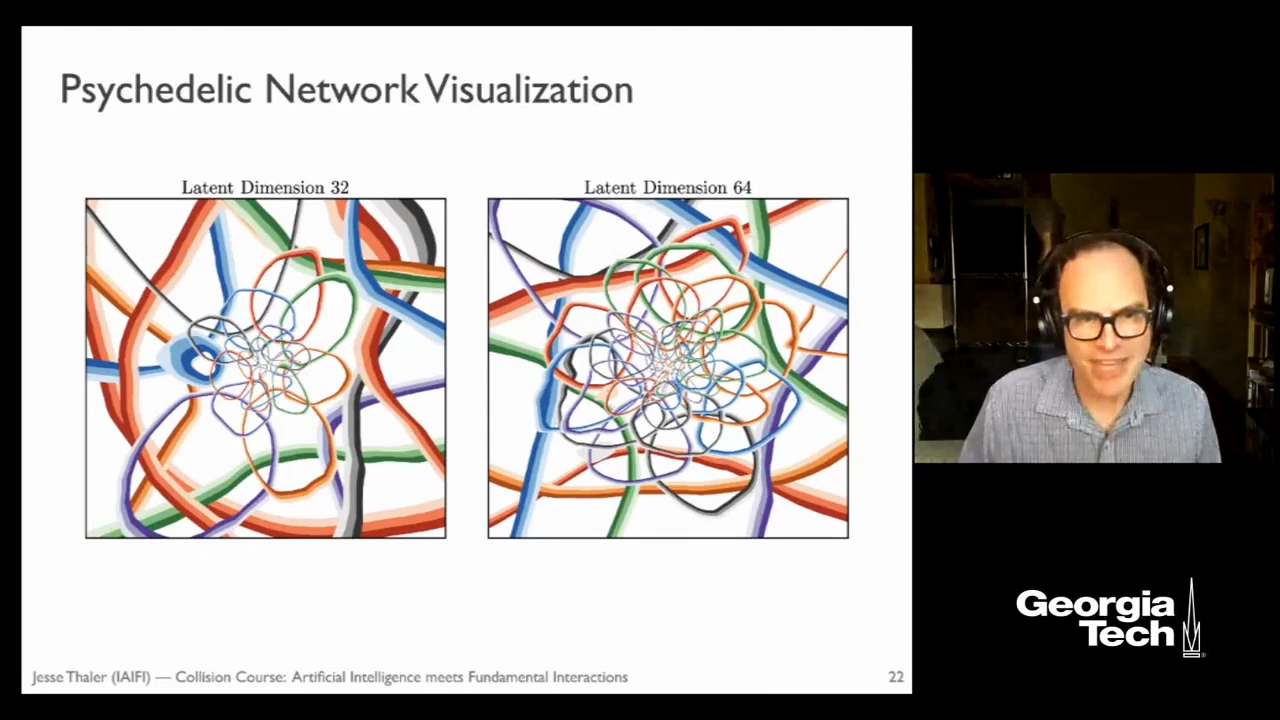 Psychedelic Network Visualization
Latent Dimension 32
Latent Dimension 64
Georgia
Tech
Jesse Thaler (IAIFI) — Collision Course: Artificial Intelligence meets Fundamental Interactions
22